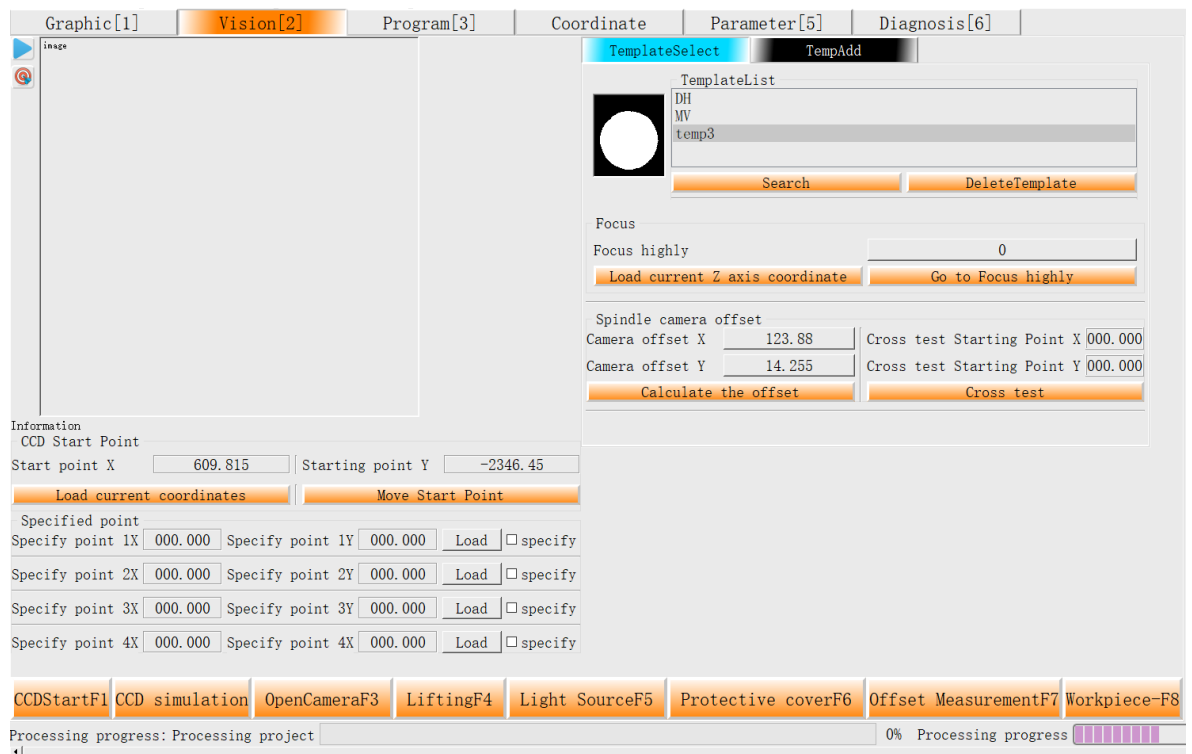 Graphic[1] Vision[2] Program[3] Coordinate Parameter[5] Diagnosis[6]
image
TemplateSelect TempAdd
TemplateList
DH
MV
temp3
Search DeleteTemplate
Focus
Focus highly 0
Load current Z axis coordinate Go to Focus highly
Spindle camera offset
Camera offset X 123.88 Cross test Starting Point X 000.000
Camera offset Y 14.255 Cross test Starting Point Y 000.000
Calculate the offset Cross test
Information
CCD Start Point
Start point X 609.815 Starting point Y -2346.45
Load current coordinates Move Start Point
Specified point
Specify point 1X 000.000 Specify point 1Y 000.000 Load specify
Specify point 2X 000.000 Specify point 2Y 000.000 Load specify
Specify point 3X 000.000 Specify point 3Y 000.000 Load specify
Specify point 4X 000.000 Specify point 4X 000.000 Load specify
CCDStartF1 CCD simulation OpenCameraF3 LiftingF4 Light SourceF5 Protective coverF6 Offset MeasurementF7 Workpiece-F8
Processing progress: Processing project 0% Processing progress